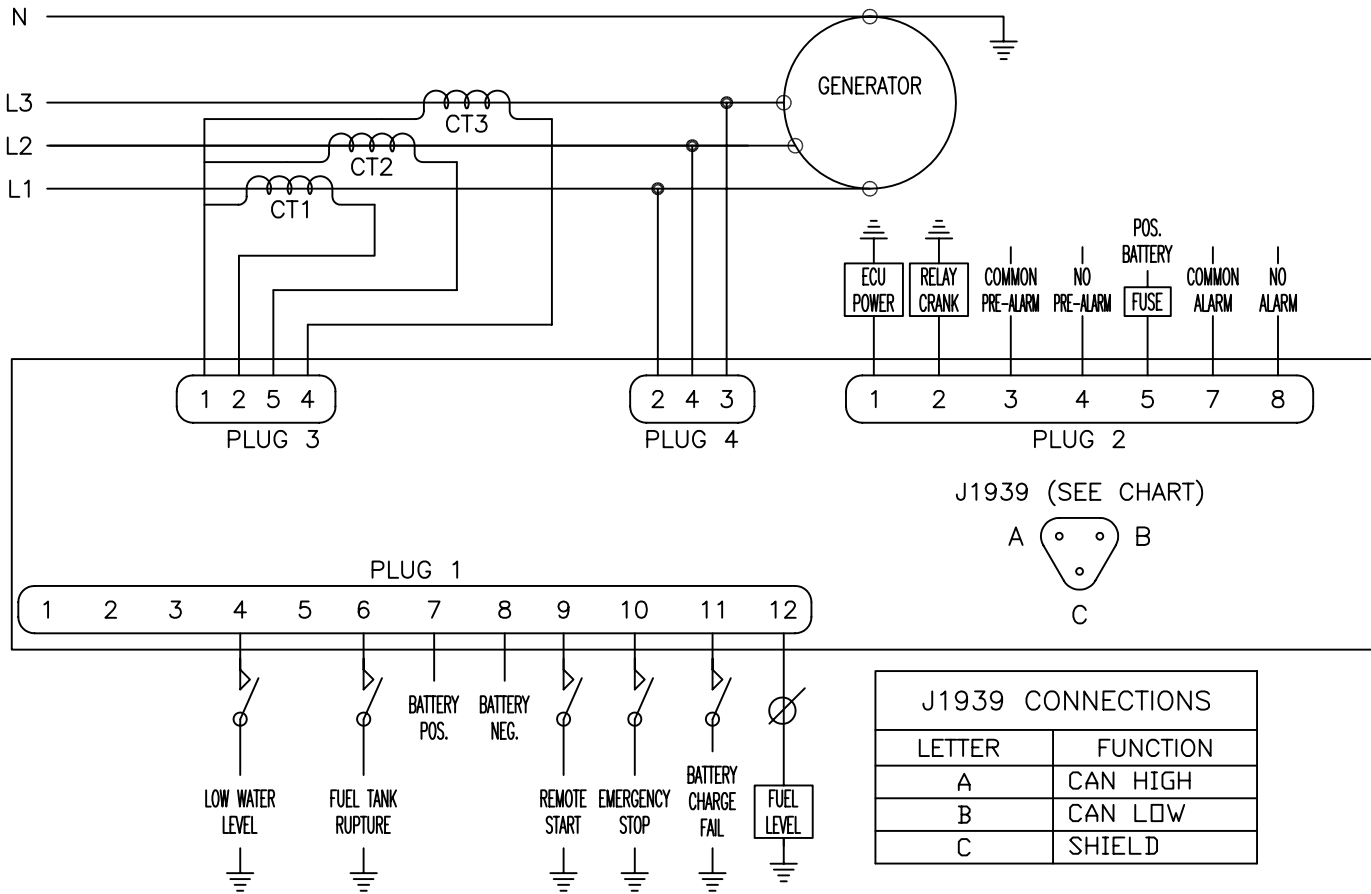 N
GENERATOR
L3
CT3
L2
CT2
L1
CT1
POS.
BATTERY
ECU
POWER
RELAY
CRANK
COMMON
PRE-ALARM
NO
PRE-ALARM
FUSE
COMMON
ALARM
NO
ALARM
1 2 5 4
PLUG 3
2 4 3
PLUG 4
1 2 3 4 5 7 8
PLUG 2
J1939 (SEE CHART)
A B
C
PLUG 1
1 2 3 4 5 6 7 8 9 10 11 12
BATTERY
POS.
BATTERY
NEG.
LOW WATER
LEVEL
FUEL TANK
RUPTURE
REMOTE
START
EMERGENCY
STOP
BATTERY
CHARGE
FAIL
FUEL
LEVEL
J1939 CONNECTIONS
LETTER FUNCTION
A CAN HIGH
B CAN LOW
C SHIELD